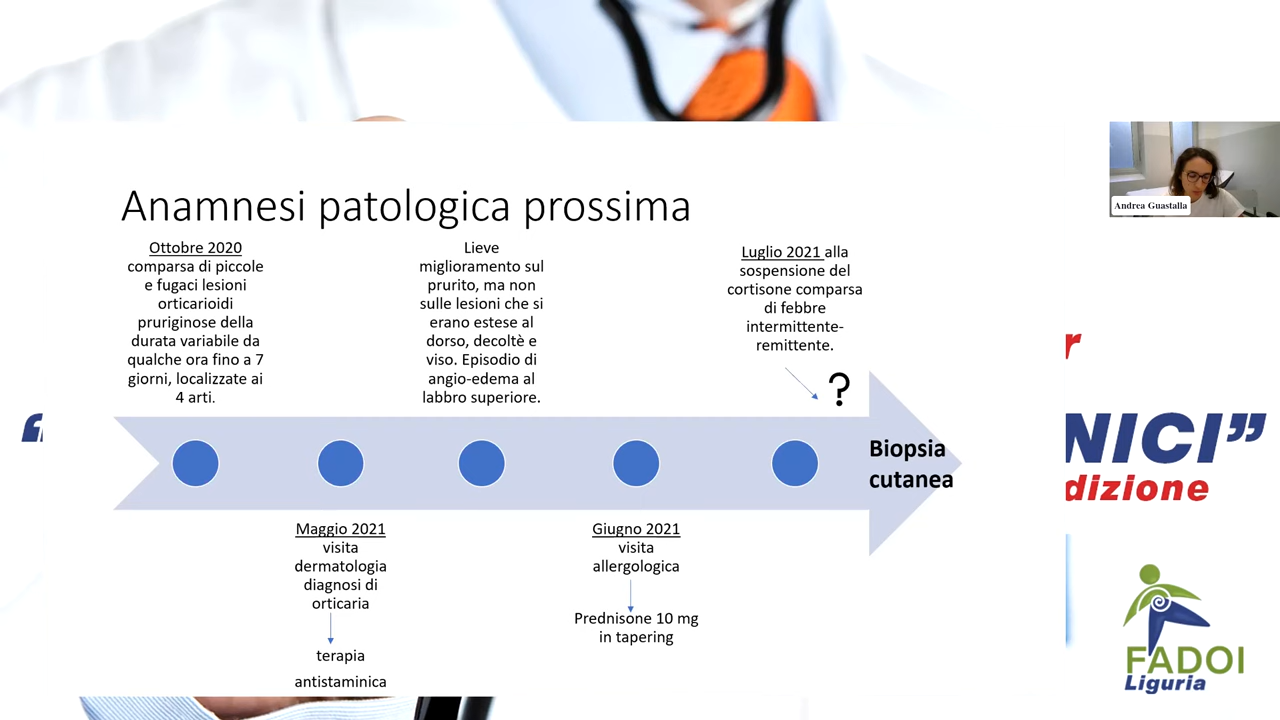 Anamnesi patologica prossima
Ottobre 2020
comparsa di piccole
e fugaci lesioni
orticarioidi
pruriginose della
durata variabile da
qualche ora fino a 7
giorni, localizzate ai
4 arti.
Lieve
miglioramento sul
prurito, ma non
sulle lesioni che si
erano estese al
dorso, decoltè e
viso. Episodio di
angio-edema al
labbro superiore.
Luglio 2021 alla
sospensione del
cortisone comparsa
di febbre
intermittente-
remittente.
?
Biopsia
cutanea
Maggio 2021
visita
dermatologia
diagnosi di
orticaria
terapia
antistaminica
Giugno 2021
visita
allergologica
Prednisone 10 mg
in tapering
Andrea Guastalla
r
“
NICI”
dizione
FADOI
Liguria